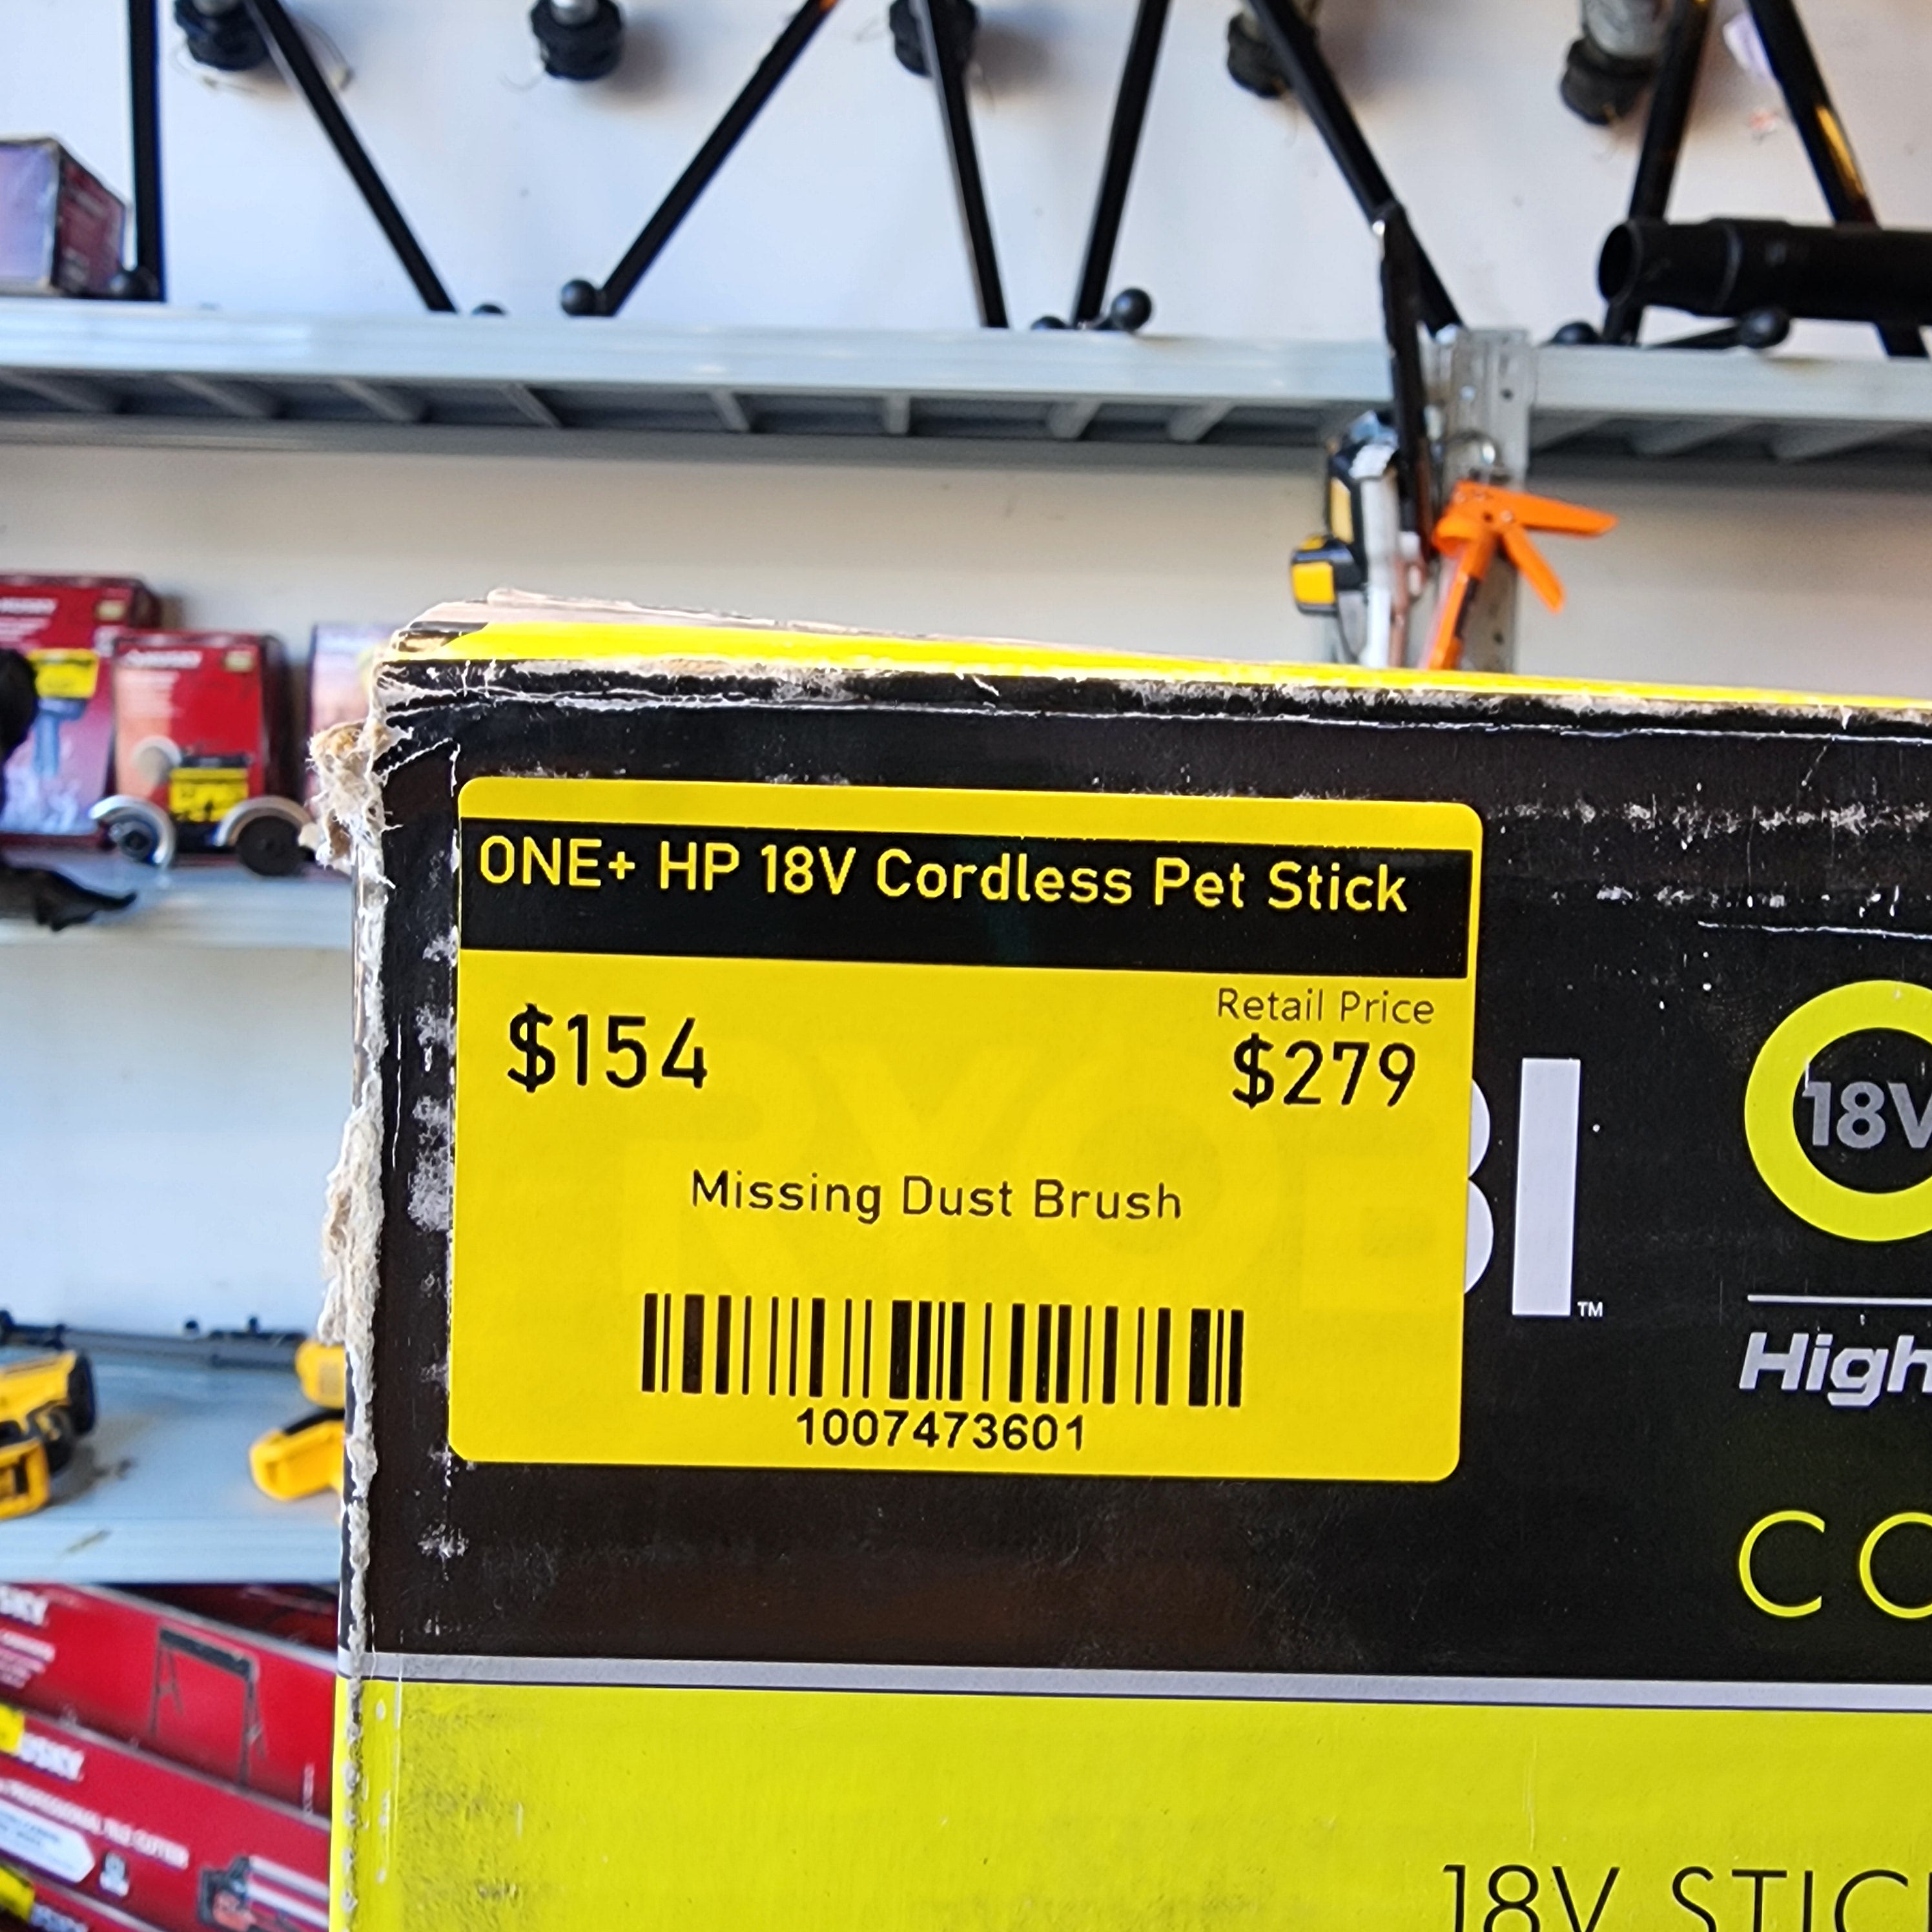 ONE+ HP 18V Cordless Pet Stick
Retail Price
$154
$279
Missing Dust Brush
1007473601
BI™
18V
High
CO
18V STIC